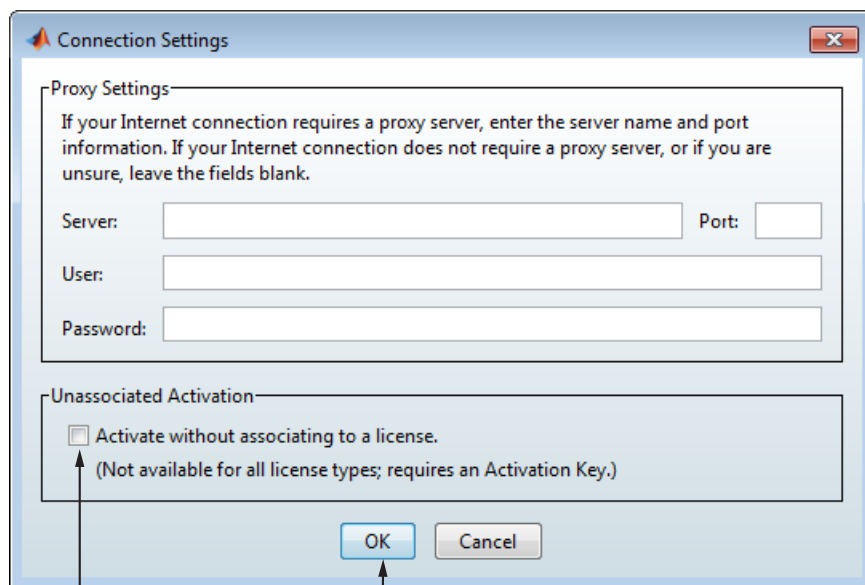 Connection Settings
Proxy Settings
If your Internet connection requires a proxy server, enter the server name and port
information. If your Internet connection does not require a proxy server, or if you are
unsure, leave the fields blank.
Server: Port:
User:
Password:
Unassociated Activation
Activate without associating to a license.
(Not available for all license types; requires an Activation Key.)
OK Cancel